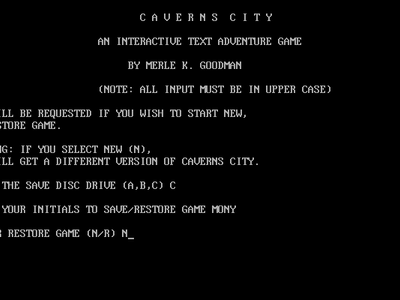 C A V E R N S   C I T Y
AN INTERACTIVE TEXT ADVENTURE GAME
BY MERLE K. GOODMAN
(NOTE: ALL INPUT MUST BE IN UPPER CASE)
ILL BE REQUESTED IF YOU WISH TO START NEW,
STORE GAME.
NG: IF YOU SELECT NEW (N),
ILL GET A DIFFERENT VERSION OF CAVERNS CITY.
THE SAVE DISC DRIVE (A,B,C) C
YOUR INITIALS TO SAVE/RESTORE GAME MONY
R RESTORE GAME (N/R) N_